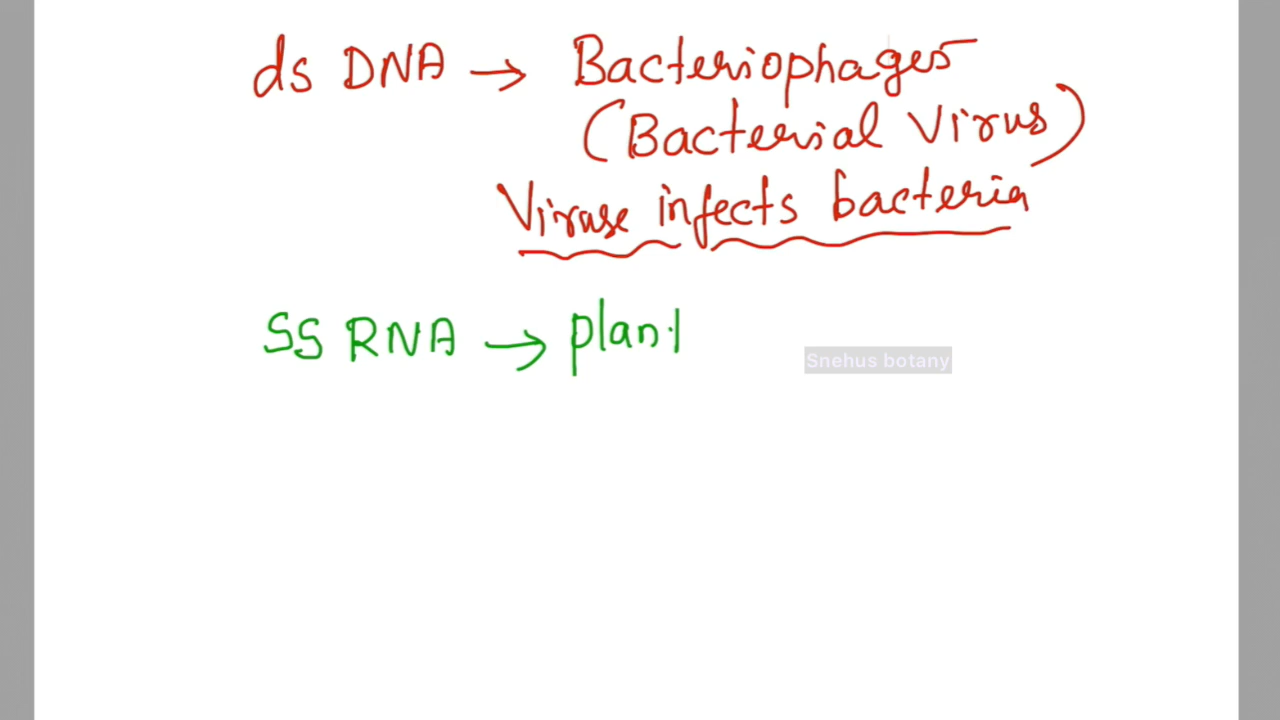 ds DNA → Bacteriophages
(Bacterial Virus)
Viruse infects bacteria
SS RNA → plant
Snehus botany